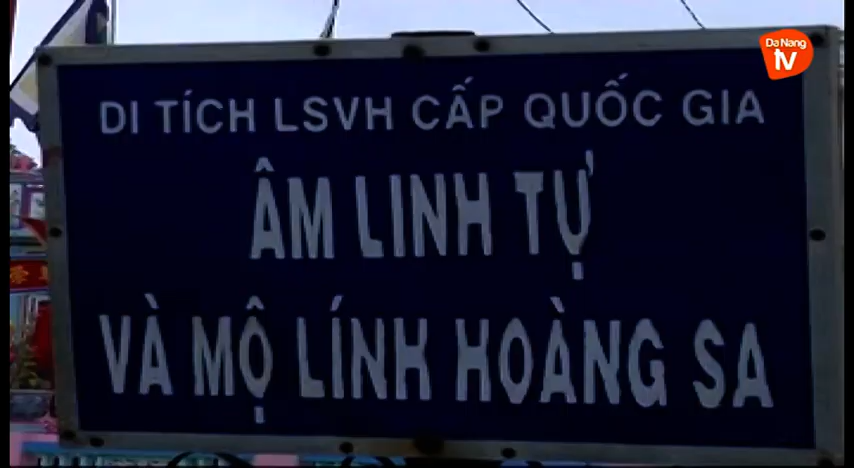 Da Nang
tv
DI TÍCH LSVH CẤP QUỐC GIA
ÂM LINH TỰ
VÀ MỘ LÍNH HOÀNG SA